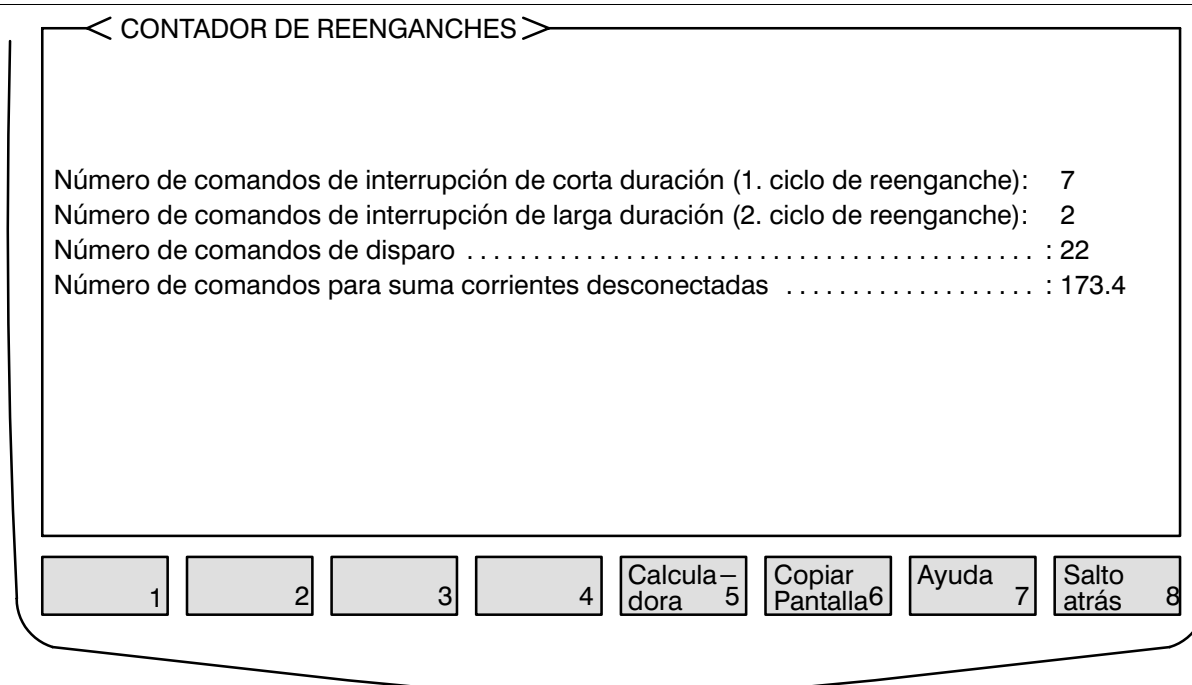 < CONTADOR DE REENGANCHES >
Número de comandos de interrupción de corta duración (1. ciclo de reenganche): 7
Número de comandos de interrupción de larga duración (2. ciclo de reenganche): 2
Número de comandos de disparo . . . . . . . . . . . . . . . . . . . . . . . . . . . . . . . . . . . . . . . . . . . : 22
Número de comandos para suma corrientes desconectadas . . . . . . . . . . . . . . . . . . . : 173.4
1
2
3
4
Calcula–
dora 5
Copiar
Pantalla6
Ayuda
7
Salto
atrás 8